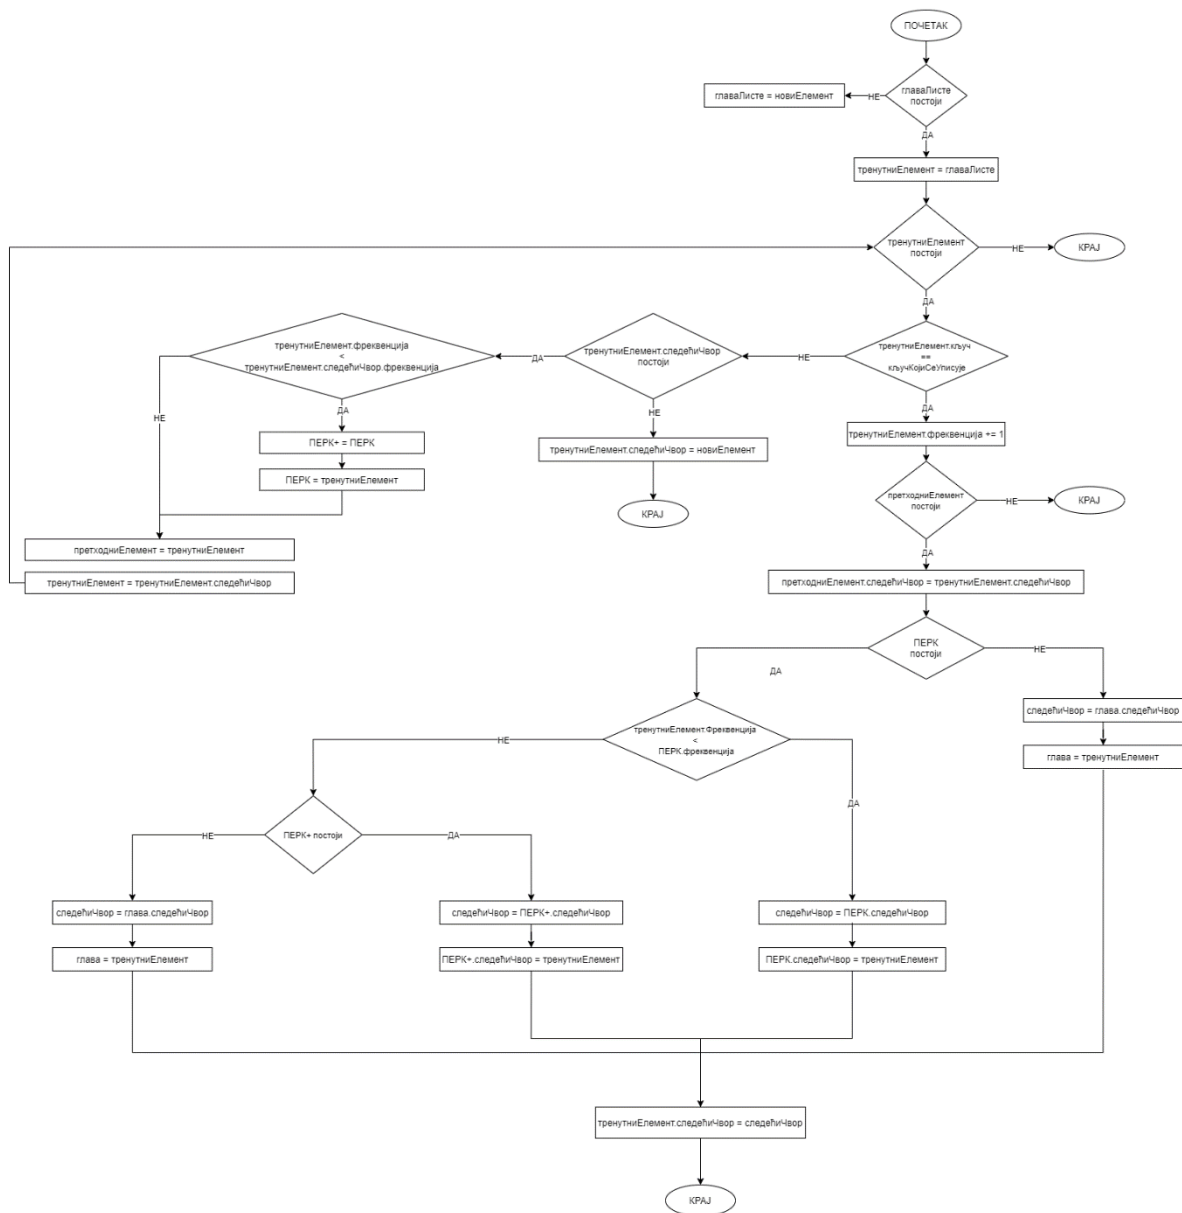 ПОЧЕТАК
главаЛисте
постоји
НЕ
главаЛисте = новиЕлемент
ДА
тренутниЕлемент = главаЛисте
тренутниЕлемент
постоји
НЕ
КРАЈ
ДА
тренутниЕлемент.кључ
==
кључКојиСеУписује
НЕ
тренутниЕлемент.следећиЧвор
постоји
ДА
тренутниЕлемент.фреквенција
<
тренутниЕлемент.следећиЧвор.фреквенција
НЕ
ДА
ПЕРК+ = ПЕРК
ПЕРК = тренутниЕлемент
претходниЕлемент = тренутниЕлемент
тренутниЕлемент = тренутниЕлемент.следећиЧвор
НЕ
тренутниЕлемент.следећиЧвор = новиЕлемент
КРАЈ
ДА
тренутниЕлемент.фреквенција += 1
претходниЕлемент
постоји
НЕ
КРАЈ
ДА
претходниЕлемент.следећиЧвор = тренутниЕлемент.следећиЧвор
ПЕРК
постоји
НЕ
следећиЧвор = глава.следећиЧвор
глава = тренутниЕлемент
ДА
тренутниЕлемент.Фреквенција
<
ПЕРК.фреквенција
НЕ
ДА
ПЕРК+ постоји
НЕ
ДА
следећиЧвор = глава.следећиЧвор
глава = тренутниЕлемент
следећиЧвор = ПЕРК+.следећиЧвор
ПЕРК+.следећиЧвор = тренутниЕлемент
следећиЧвор = ПЕРК.следећиЧвор
ПЕРК.следећиЧвор = тренутниЕлемент
тренутниЕлемент.следећиЧвор = следећиЧвор
КРАЈ